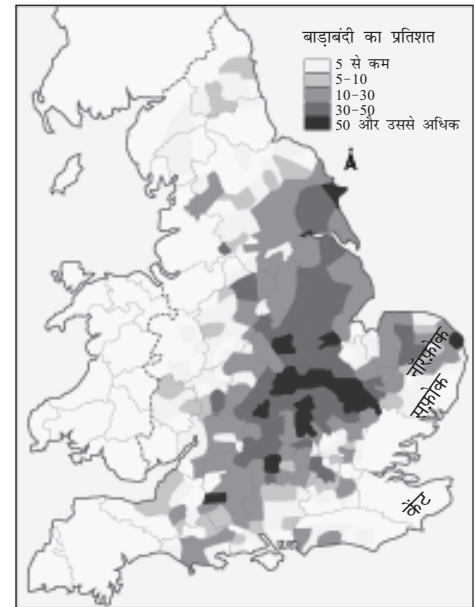 बाड़ाबंदी का प्रतिशत
5 से कम
5-10
10-30
30-50
50 और उससे अधिक
नॉरफ़ोक
सफ़ोक
केंट